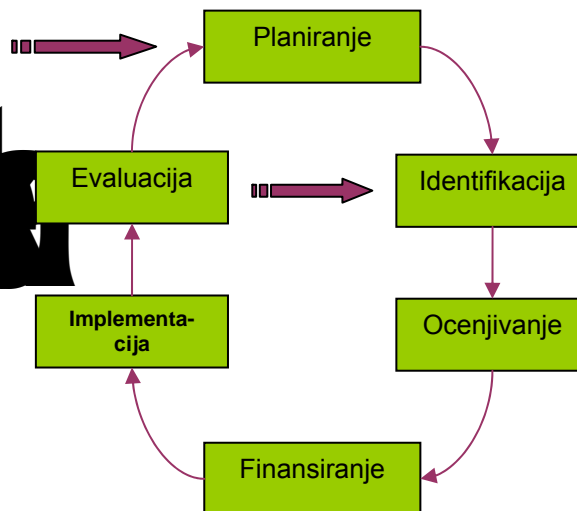 Planiranje
Evaluacija
Identifikacija
Implementa-
cija
Ocenjivanje
Finansiranje